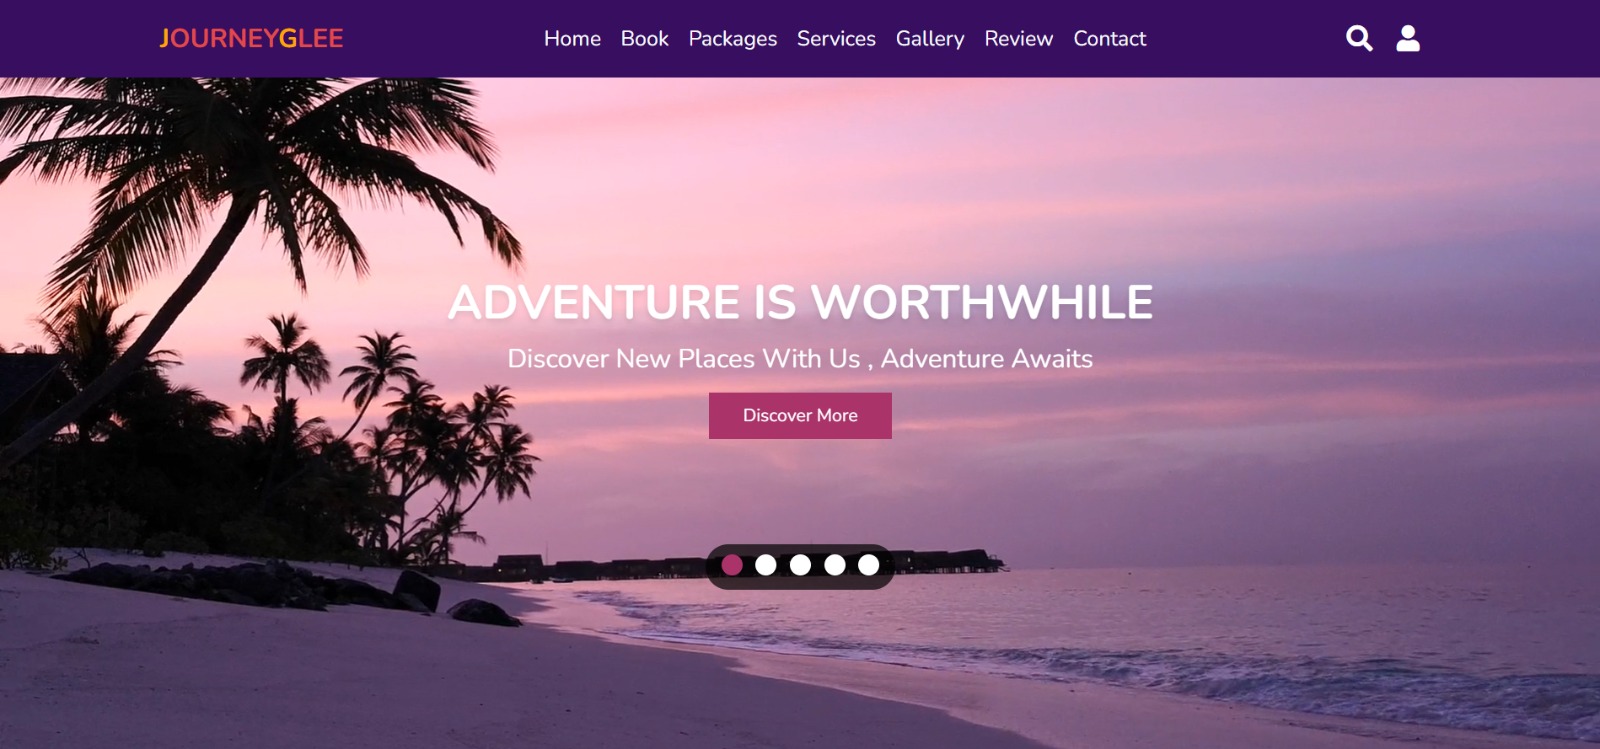 JOURNEYGLEE
Home Book Packages Services Gallery Review Contact
ADVENTURE IS WORTHWHILE
Discover New Places With Us , Adventure Awaits
Discover More